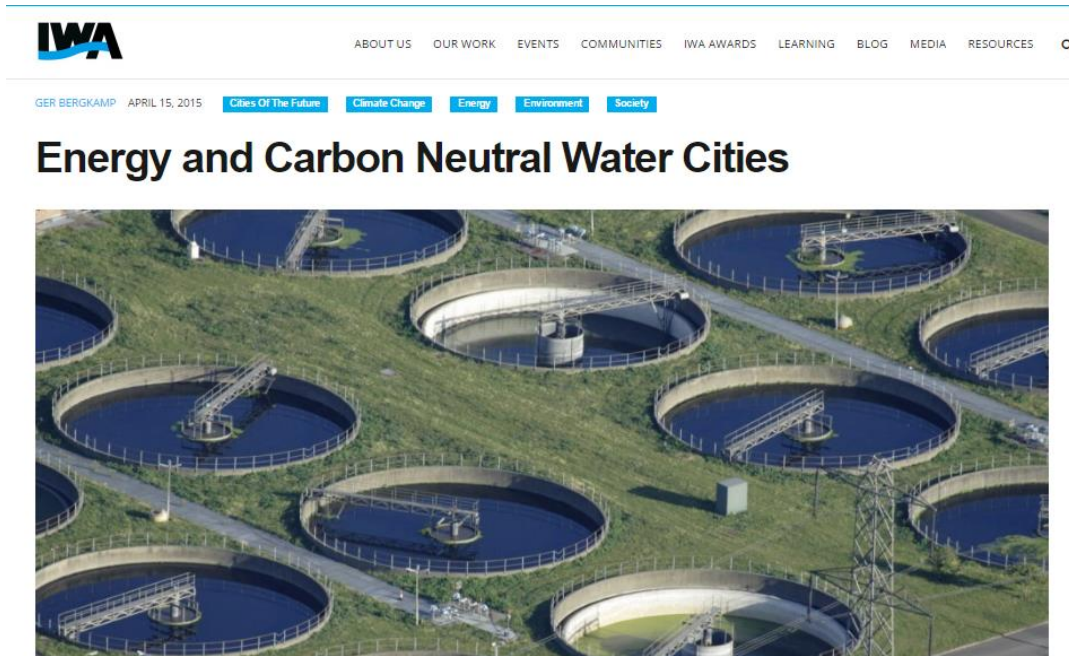 IWA
ABOUT US OUR WORK EVENTS COMMUNITIES IWA AWARDS LEARNING BLOG MEDIA RESOURCES
GER BERGKAMP APRIL 15, 2015 Cities Of The Future Climate Change Energy Environment Society
Energy and Carbon Neutral Water Cities